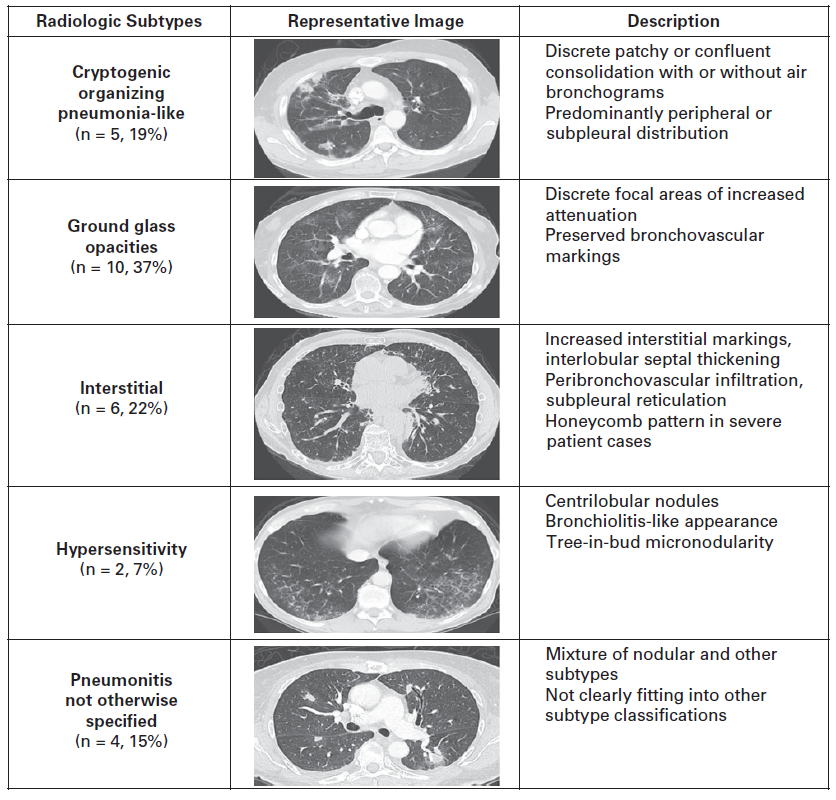 Radiologic Subtypes
Representative Image
Description
Cryptogenic
organizing
pneumonia-like
(n = 5, 19%)
Discrete patchy or confluent
consolidation with or without air
bronchograms
Predominantly peripheral or
subpleural distribution
Ground glass
opacities
(n = 10, 37%)
Discrete focal areas of increased
attenuation
Preserved bronchovascular
markings
Interstitial
(n = 6, 22%)
Increased interstitial markings,
interlobular septal thickening
Peribronchovascular infiltration,
subpleural reticulation
Honeycomb pattern in severe
patient cases
Hypersensitivity
(n = 2, 7%)
Centrilobular nodules
Bronchiolitis-like appearance
Tree-in-bud micronodularity
Pneumonitis
not otherwise
specified
(n = 4, 15%)
Mixture of nodular and other
subtypes
Not clearly fitting into other
subtype classifications